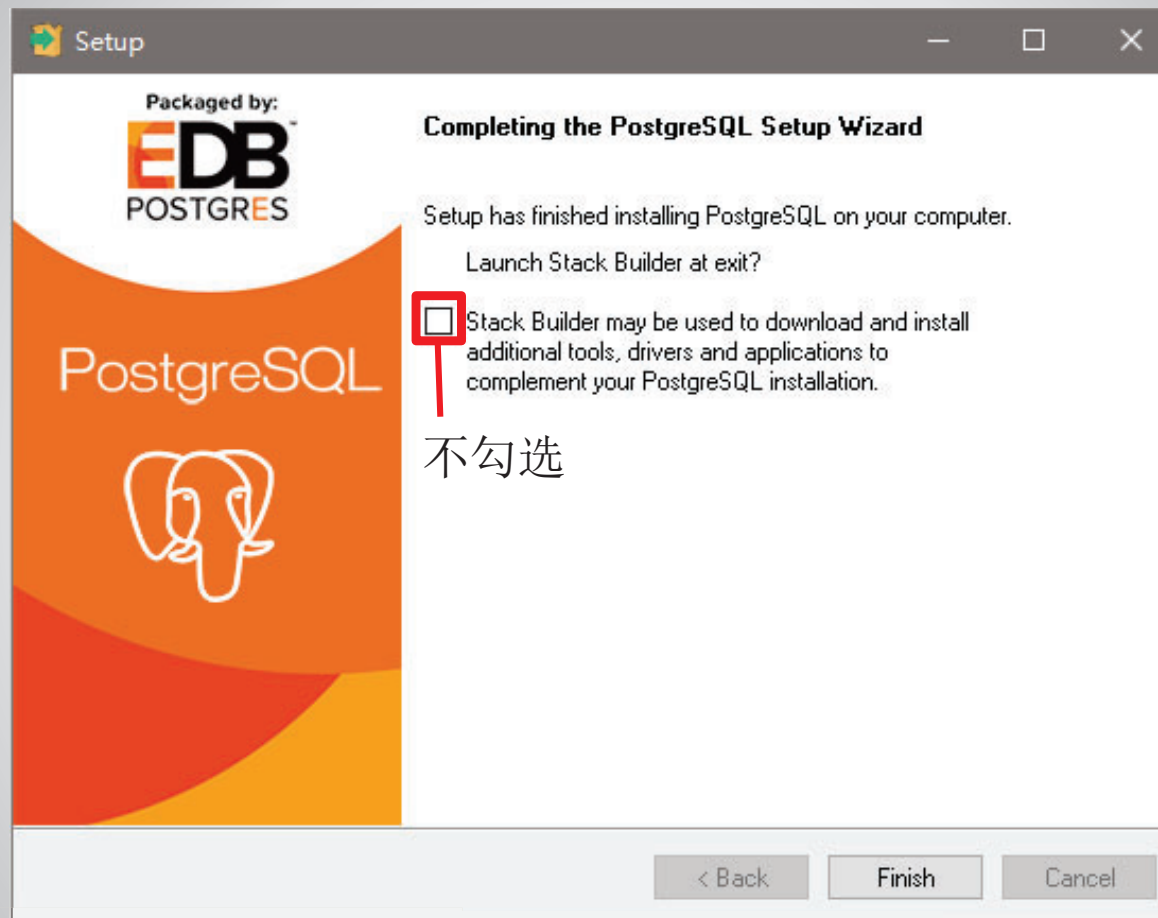 Setup
Packaged by:
EDB™
POSTGRES
PostgreSQL
Completing the PostgreSQL Setup Wizard
Setup has finished installing PostgreSQL on your computer.
Launch Stack Builder at exit?
Stack Builder may be used to download and install
additional tools, drivers and applications to
complement your PostgreSQL installation.
不勾选
< Back
Finish
Cancel